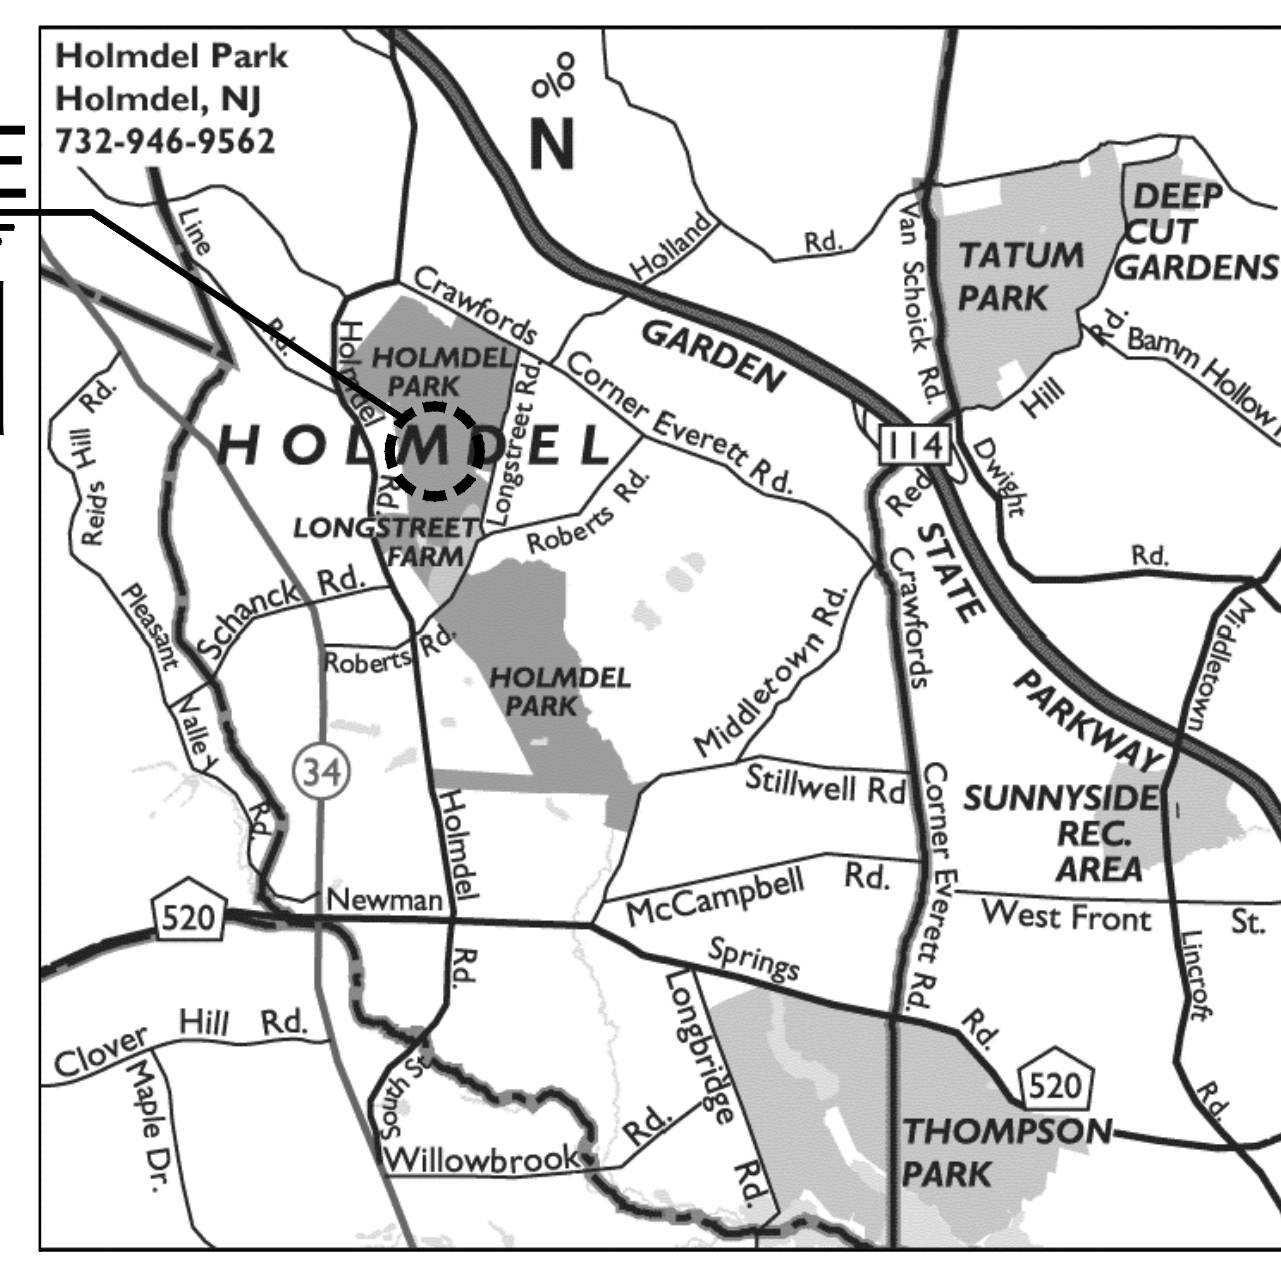 Holmdel Park
Holmdel, NJ
732-946-9562
N
Line
Rd.
Holland
Rd.
Van Schoick Rd.
TATUM
PARK
DEEP
CUT
GARDENS
Crawfords
Corner Everett Rd.
GARDEN
STATE
PARKWAY
Holmdel
Rd.
HOLMDEL
PARK
Longstreet Rd.
HOLMDEL
LONGSTREET
FARM
Roberts Rd.
Reids Hill Rd.
114
Red
Hill
Rd.
Bamm Hollow
Dwight
Rd.
Pleasant
Valley
Rd.
Schanck Rd.
Roberts Rd.
HOLMDEL
PARK
Middletown Rd.
Crawfords
Corner Everett Rd.
Middletown
34
Stillwell Rd
SUNNYSIDE
REC.
AREA
Holmdel
Rd.
520
Newman
McCampbell Rd.
West Front St.
Springs
Rd.
Lincroft
Rd.
Longbridge
Rd.
Clover Hill Rd.
Maple Dr.
South St.
Willowbrook Rd.
520
THOMPSON
PARK